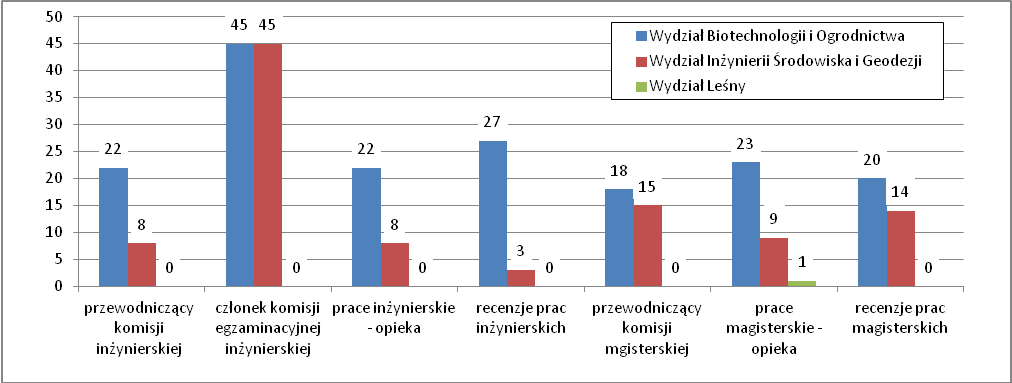 50
45
40
35
30
25
20
15
10
5
0
22
8
0
45
45
0
22
8
0
27
3
0
18
15
0
23
9
1
20
14
0
Wydział Biotechnologii i Ogrodnictwa
Wydział Inżynierii Środowiska i Geodezji
Wydział Leśny
przewodniczący
komisji
inżynierskiej
członek komisji
egzaminacyjnej
inżynierskiej
prace inżynierskie
- opieka
recenzje prac
inżynierskich
przewodniczący
komisji
mgisterskiej
prace
magisterskie -
opieka
recenzje prac
magisterskich